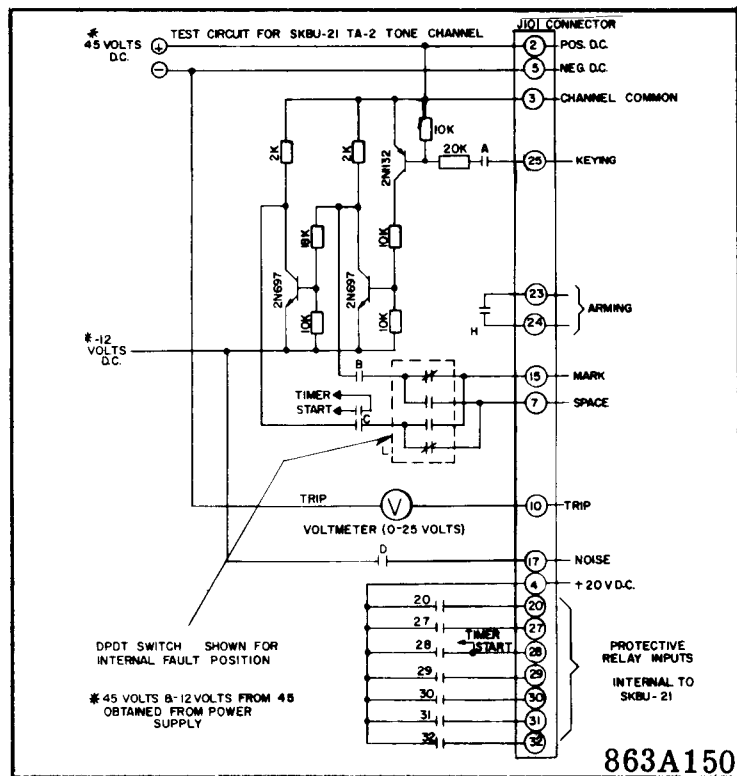 J101 CONNECTOR
* 45 VOLTS D.C.
TEST CIRCUIT FOR SKBU-21 TA-2 TONE CHANNEL
+
2 POS. D.C.
-
5 NEG. D.C.
3 CHANNEL COMMON
10K
2K
2K
2N1132
20K
A
25 KEYING
18K
10K
2N697
2N697
10K
10K
23
24
ARMING
H
*-12 VOLTS D.C.
B
15 MARK
TIMER START
C
7 SPACE
L
TRIP
V
10 TRIP
VOLTMETER (0-25 VOLTS)
D
17 NOISE
4 +20V D.C.
20
20
27
27
28
TIMER START
28
29
29
30
30
31
31
32
32
PROTECTIVE
RELAY INPUTS
INTERNAL TO
SKBU-21
DPDT SWITCH SHOWN FOR
INTERNAL FAULT POSITION
*45 VOLTS &-12 VOLTS FROM 45
OBTAINED FROM POWER
SUPPLY
863A150